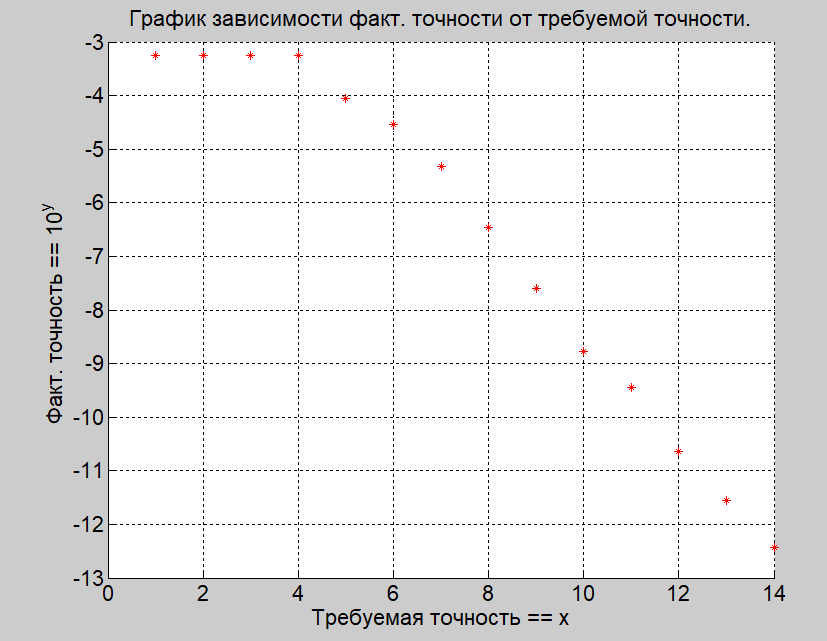 График зависимости факт. точности от требуемой точности.
Факт. точность == 10^y
-3
-4
-5
-6
-7
-8
-9
-10
-11
-12
-13
0 2 4 6 8 10 12 14
Требуемая точность == x